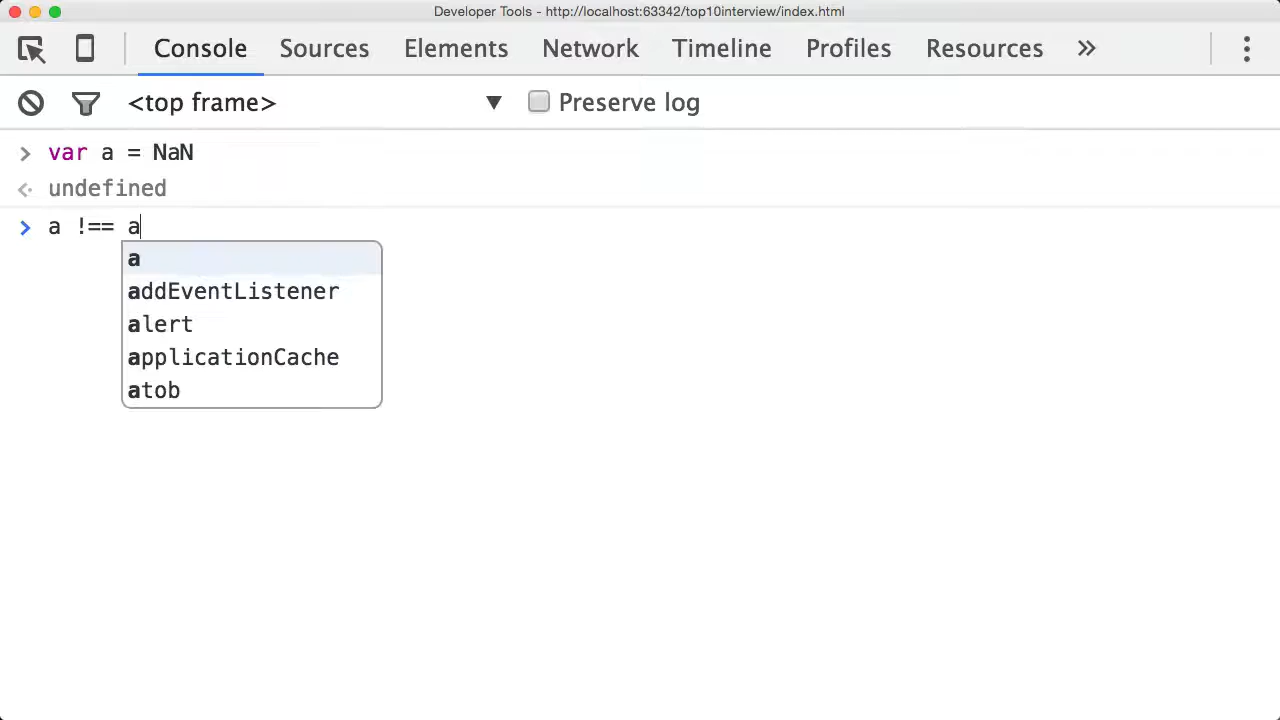 Developer Tools - http://localhost:63342/top10interview/index.html
Console Sources Elements Network Timeline Profiles Resources »
<top frame> ▼ Preserve log
> var a = NaN
undefined
> a !== a
a
addEventListener
alert
applicationCache
atob